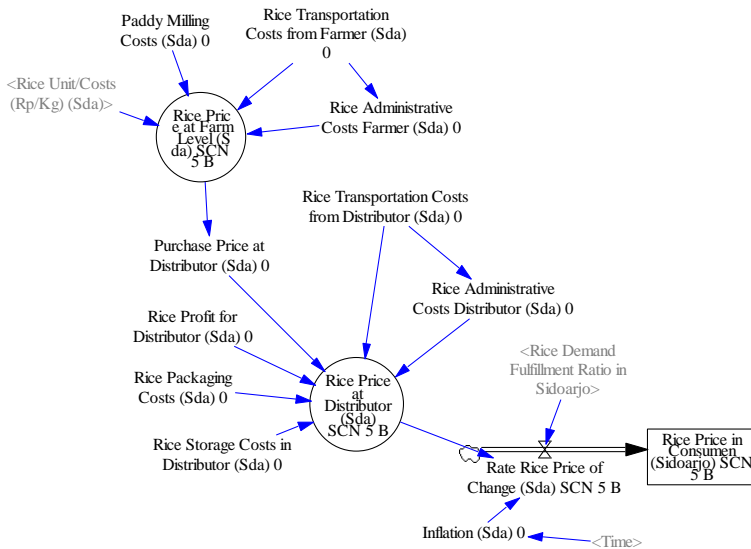 Paddy Milling
Costs (Sda) 0
Rice Transportation
Costs from Farmer (Sda)
0
<Rice Unit/Costs
(Rp/Kg) (Sda)>
Rice Pric
e at Farm
Level (S
da) SCN
5 B
Rice Administrative
Costs Farmer (Sda) 0
Rice Transportation Costs
from Distributor (Sda) 0
Purchase Price at
Distributor (Sda) 0
Rice Administrative
Costs Distributor (Sda) 0
Rice Profit for
Distributor (Sda) 0
<Rice Demand
Fulfillment Ratio in
Sidoarjo>
Rice Packaging
Costs (Sda) 0
Rice Price
at
Distributor
(Sda)
SCN 5 B
Rice Storage Costs in
Distributor (Sda) 0
Rate Rice Price of
Change (Sda) SCN 5 B
Rice Price in
Consumen
(Sidoarjo) SCN
5 B
Inflation (Sda) 0
<Time>